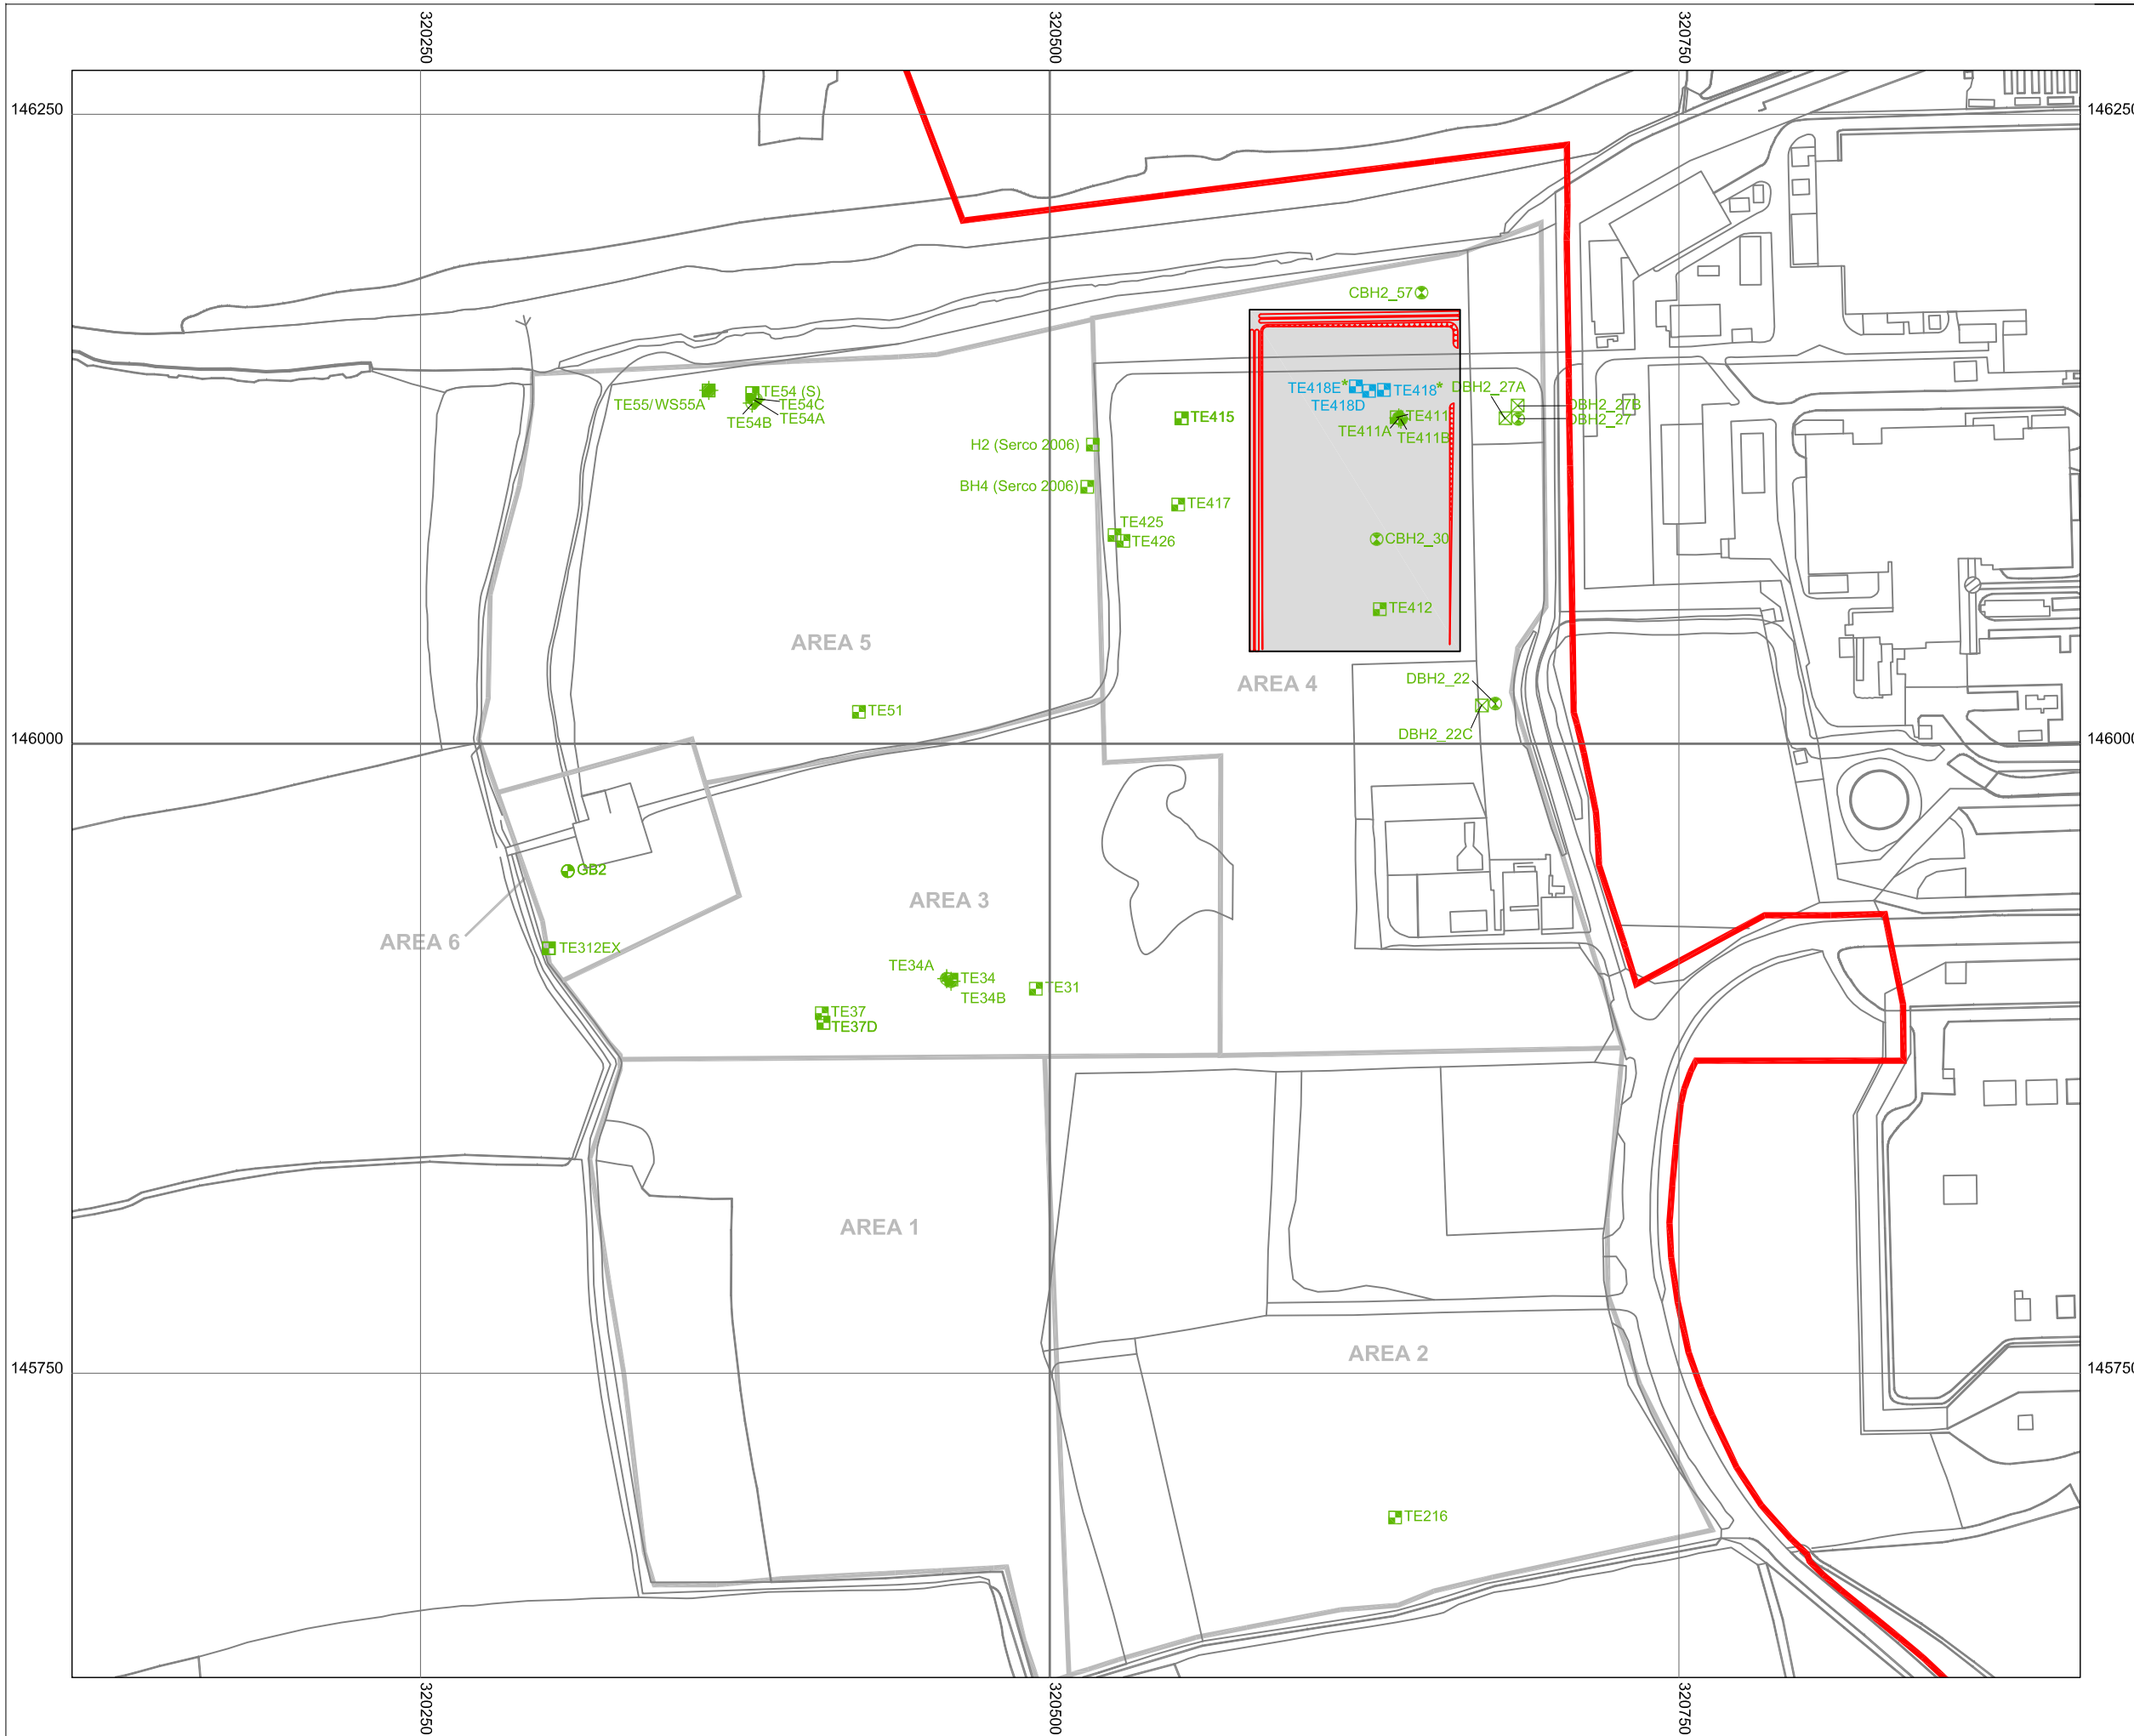 320250
320500
320750
146250
146250
CBH2_57
TE418E*
TE418*
DBH2_27A
TE418D
DBH2_27B
DBH2_27
TE55/WS55A
TE54 (S)
TE54C
TE54A
TE54B
TE415
TE411
TE411A
TE411B
H2 (Serco 2006)
BH4 (Serco 2006)
TE417
TE425
TE426
CBH2_30
TE412
AREA 5
AREA 4
DBH2_22
TE51
DBH2_22C
146000
146000
GB2
AREA 3
AREA 6
TE312EX
TE34A
TE34
TE34B
TE31
TE37
TE37D
AREA 1
AREA 2
145750
145750
TE216
320250
320500
320750